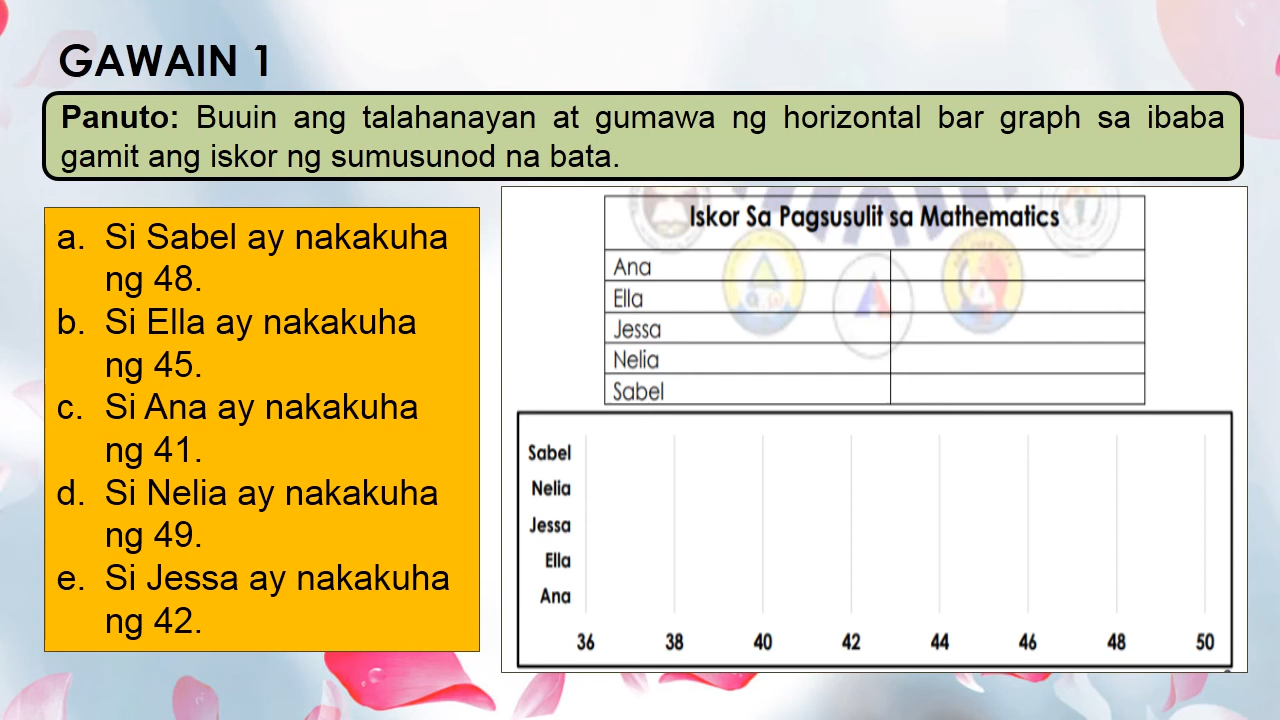 GAWAIN 1
Panuto: Buuin ang talahanayan at gumawa ng horizontal bar graph sa ibaba
gamit ang iskor ng sumusunod na bata.
a. Si Sabel ay nakakuha
ng 48.
b. Si Ella ay nakakuha
ng 45.
c. Si Ana ay nakakuha
ng 41.
d. Si Nelia ay nakakuha
ng 49.
e. Si Jessa ay nakakuha
ng 42.
Iskor Sa Pagsusulit sa Mathematics
Ana
Ella
Jessa
Nelia
Sabel
Sabel
Nelia
Jessa
Ella
Ana
36 38 40 42 44 46 48 50